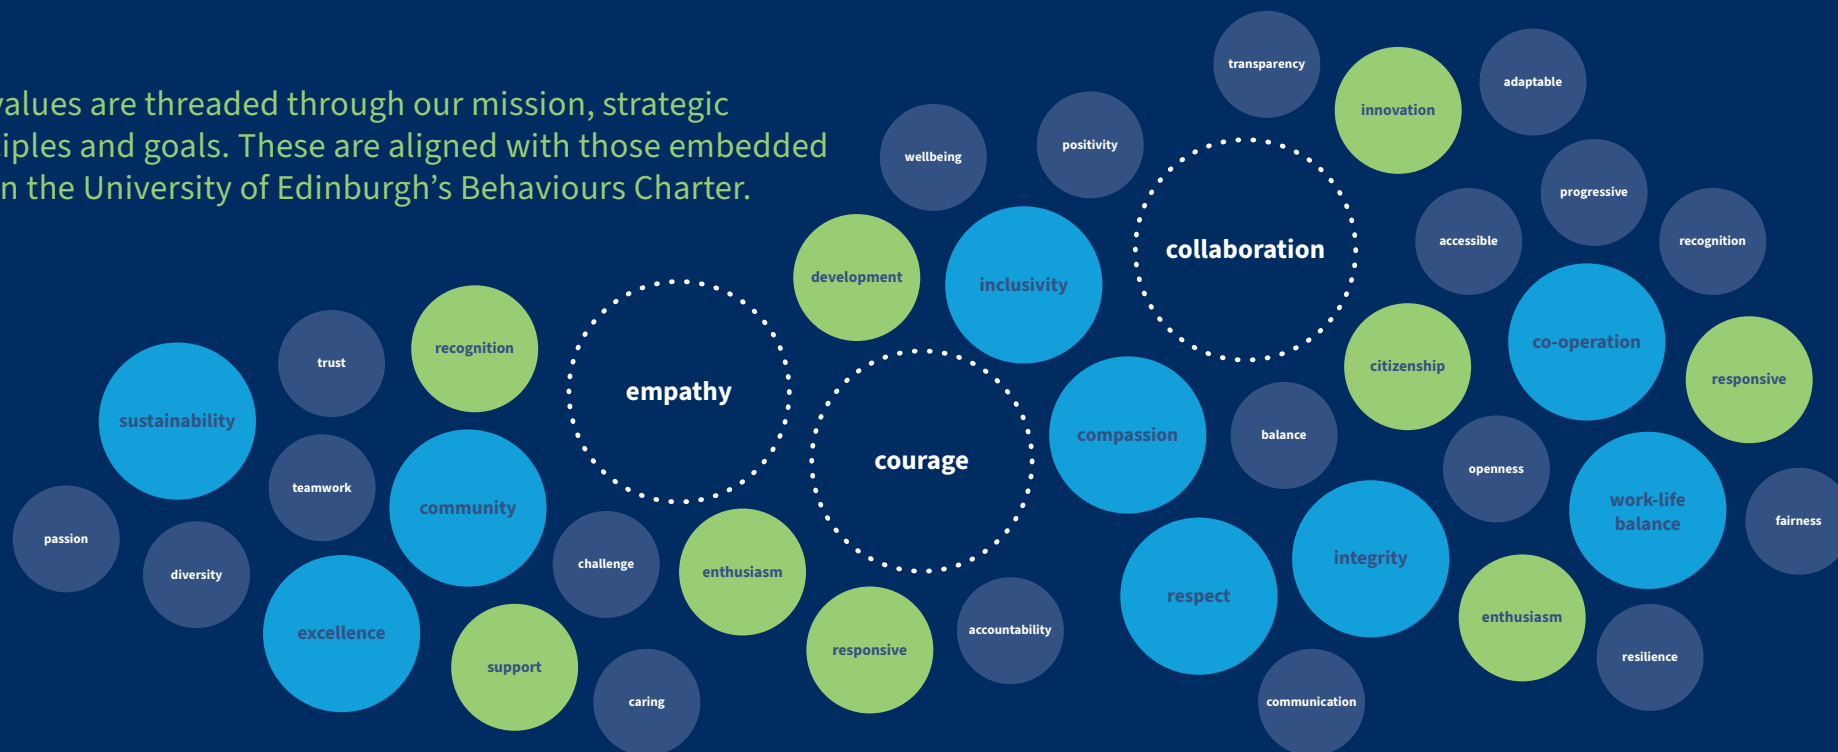 values are threaded through our mission, strategic
iples and goals. These are aligned with those embedded
n the University of Edinburgh’s Behaviours Charter.
transparency
adaptable
innovation
positivity
wellbeing
progressive
accessible
recognition
collaboration
development
inclusivity
co-operation
recognition
trust
citizenship
responsive
empathy
sustainability
compassion
balance
courage
openness
teamwork
community
work-life
balance
fairness
passion
integrity
challenge
enthusiasm
diversity
respect
enthusiasm
accountability
excellence
responsive
resilience
support
caring
communication